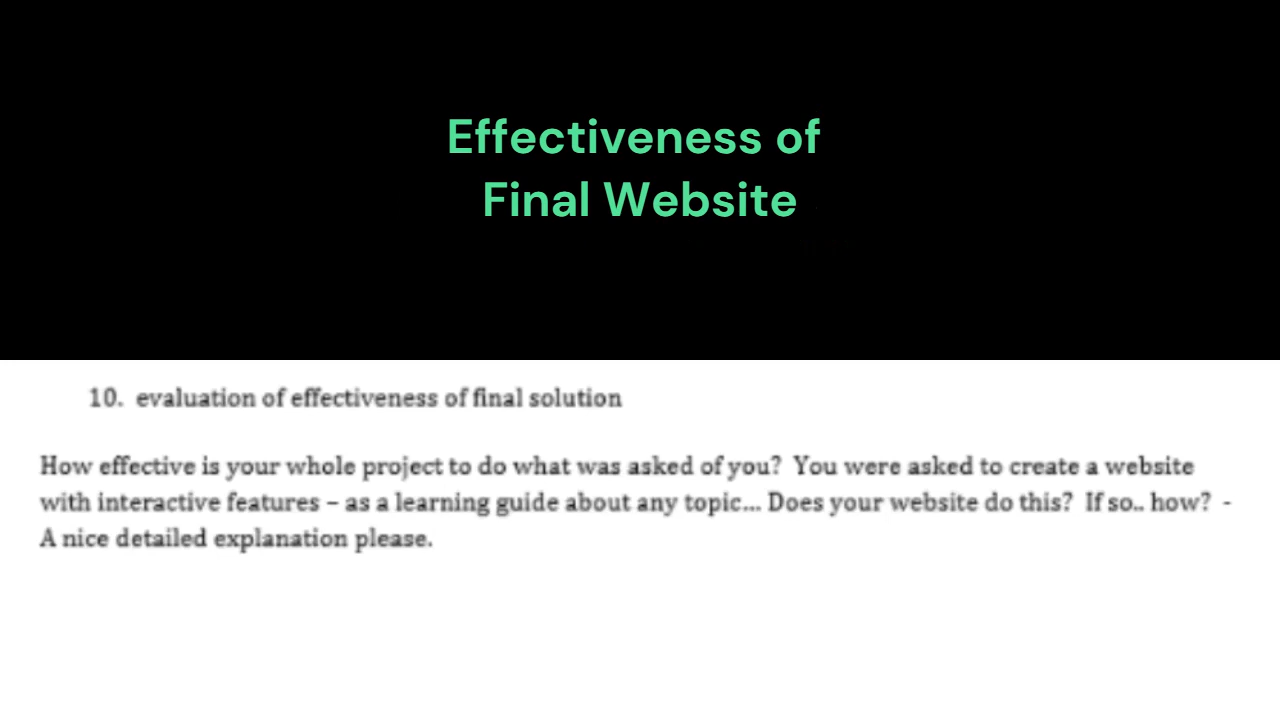 Effectiveness of
Final Website
10. evaluation of effectiveness of final solution
How effective is your whole project to do what was asked of you? You were asked to create a website
with interactive features – as a learning guide about any topic... Does your website do this? If so.. how? -
A nice detailed explanation please.